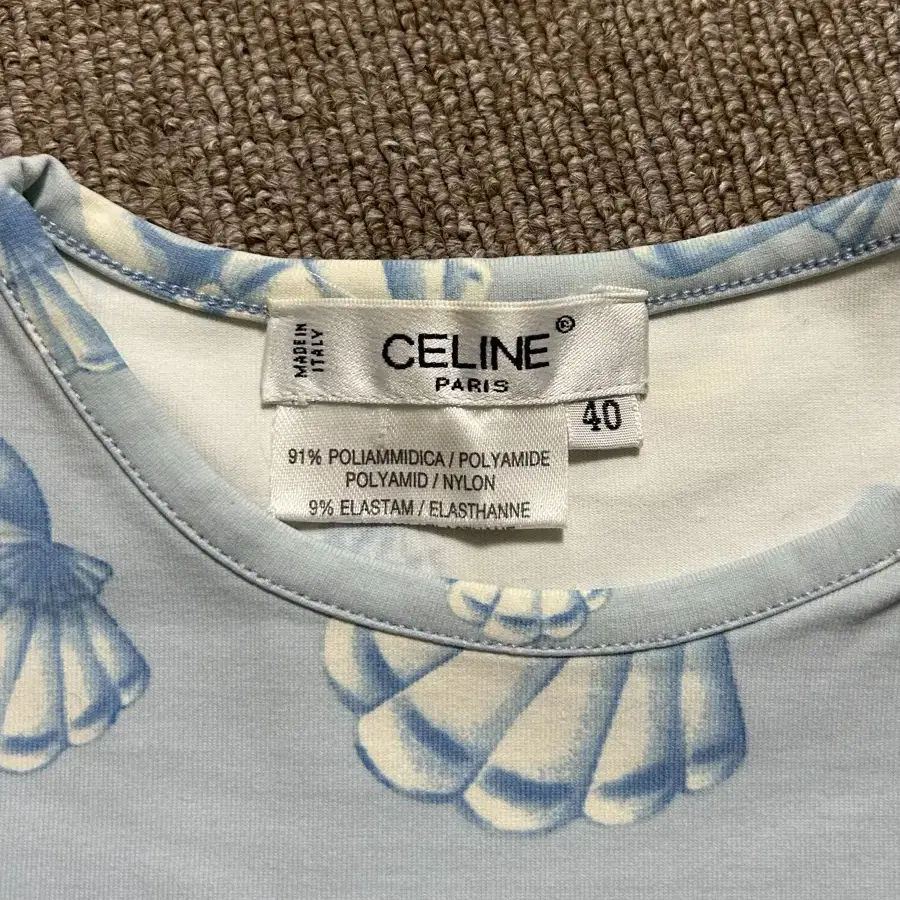 MADE IN
ITALY
CELINE®
PARIS
40
91% POLIAMMIDICA / POLYAMIDE
POLYAMID / NYLON
9% ELASTAM / ELASTHANNE